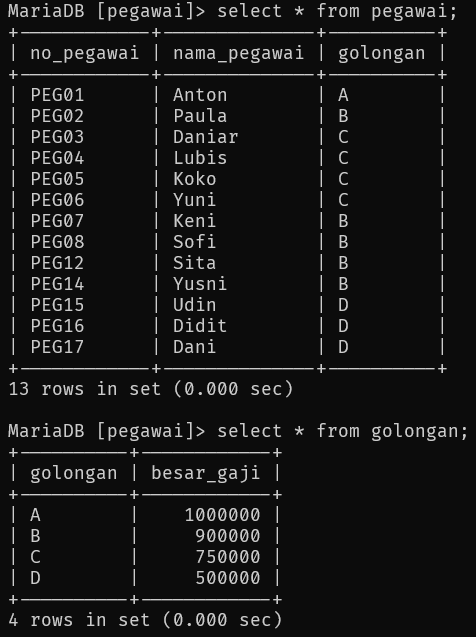 MariaDB [pegawai]> select * from pegawai;
+------------+---------------+----------+
| no_pegawai | nama_pegawai | golongan |
+------------+---------------+----------+
| PEG01 | Anton | A |
| PEG02 | Paula | B |
| PEG03 | Daniar | C |
| PEG04 | Lubis | C |
| PEG05 | Koko | C |
| PEG06 | Yuni | C |
| PEG07 | Keni | B |
| PEG08 | Sofi | B |
| PEG12 | Sita | B |
| PEG14 | Yusni | B |
| PEG15 | Udin | D |
| PEG16 | Didit | D |
| PEG17 | Dani | D |
+------------+---------------+----------+
13 rows in set (0.000 sec)
MariaDB [pegawai]> select * from golongan;
+----------+------------+
| golongan | besar_gaji |
+----------+------------+
| A | 1000000 |
| B | 900000 |
| C | 750000 |
| D | 500000 |
+----------+------------+
4 rows in set (0.000 sec)